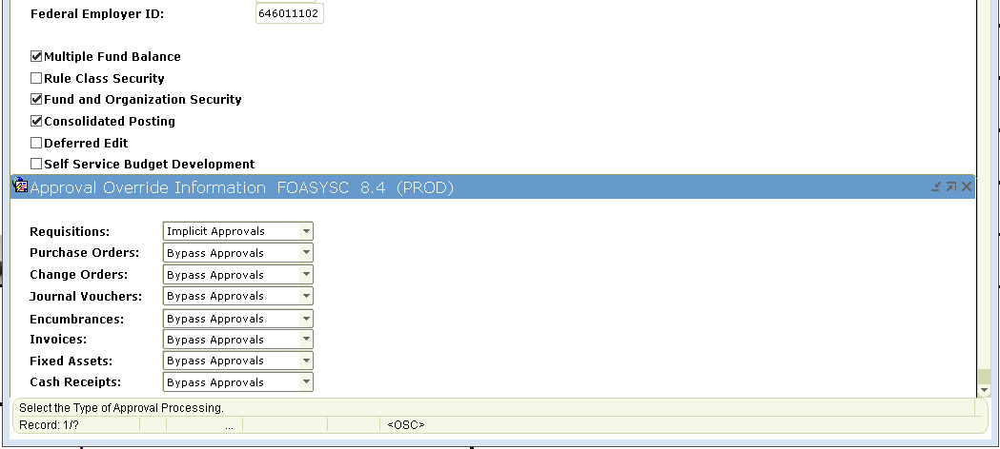 Federal Employer ID: 646011102
Multiple Fund Balance
Rule Class Security
Fund and Organization Security
Consolidated Posting
Deferred Edit
Self Service Budget Development
Approval Override Information FOASYSC 8.4 (PROD)
Requisitions: Implicit Approvals
Purchase Orders: Bypass Approvals
Change Orders: Bypass Approvals
Journal Vouchers: Bypass Approvals
Encumbrances: Bypass Approvals
Invoices: Bypass Approvals
Fixed Assets: Bypass Approvals
Cash Receipts: Bypass Approvals
Select the Type of Approval Processing.
Record: 1/? ... <OSC>